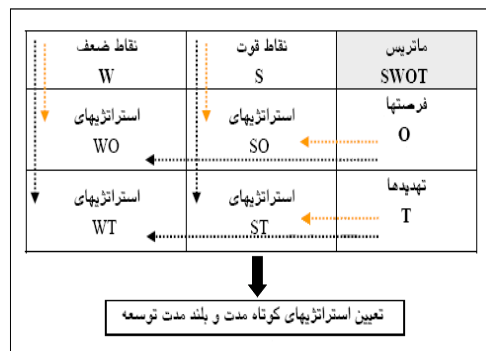 ماتریس
SWOT
نقاط قوت
S
نقاط ضعف
W
فرصتها
O
استراتژیهای
SO
استراتژیهای
WO
تهدیدها
T
استراتژیهای
ST
استراتژیهای
WT
تعیین استراتژیهای کوتاه مدت و بلند مدت توسعه